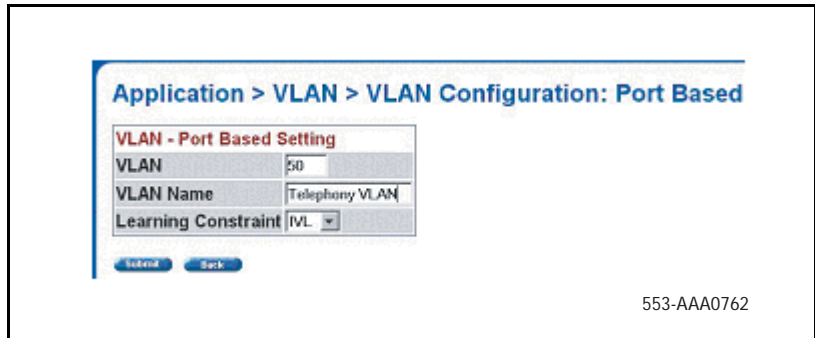 Application > VLAN > VLAN Configuration: Port Based
VLAN - Port Based Setting
VLAN 50
VLAN Name Telephony VLAN
Learning Constraint IVL
Submit Back
553-AAA0762